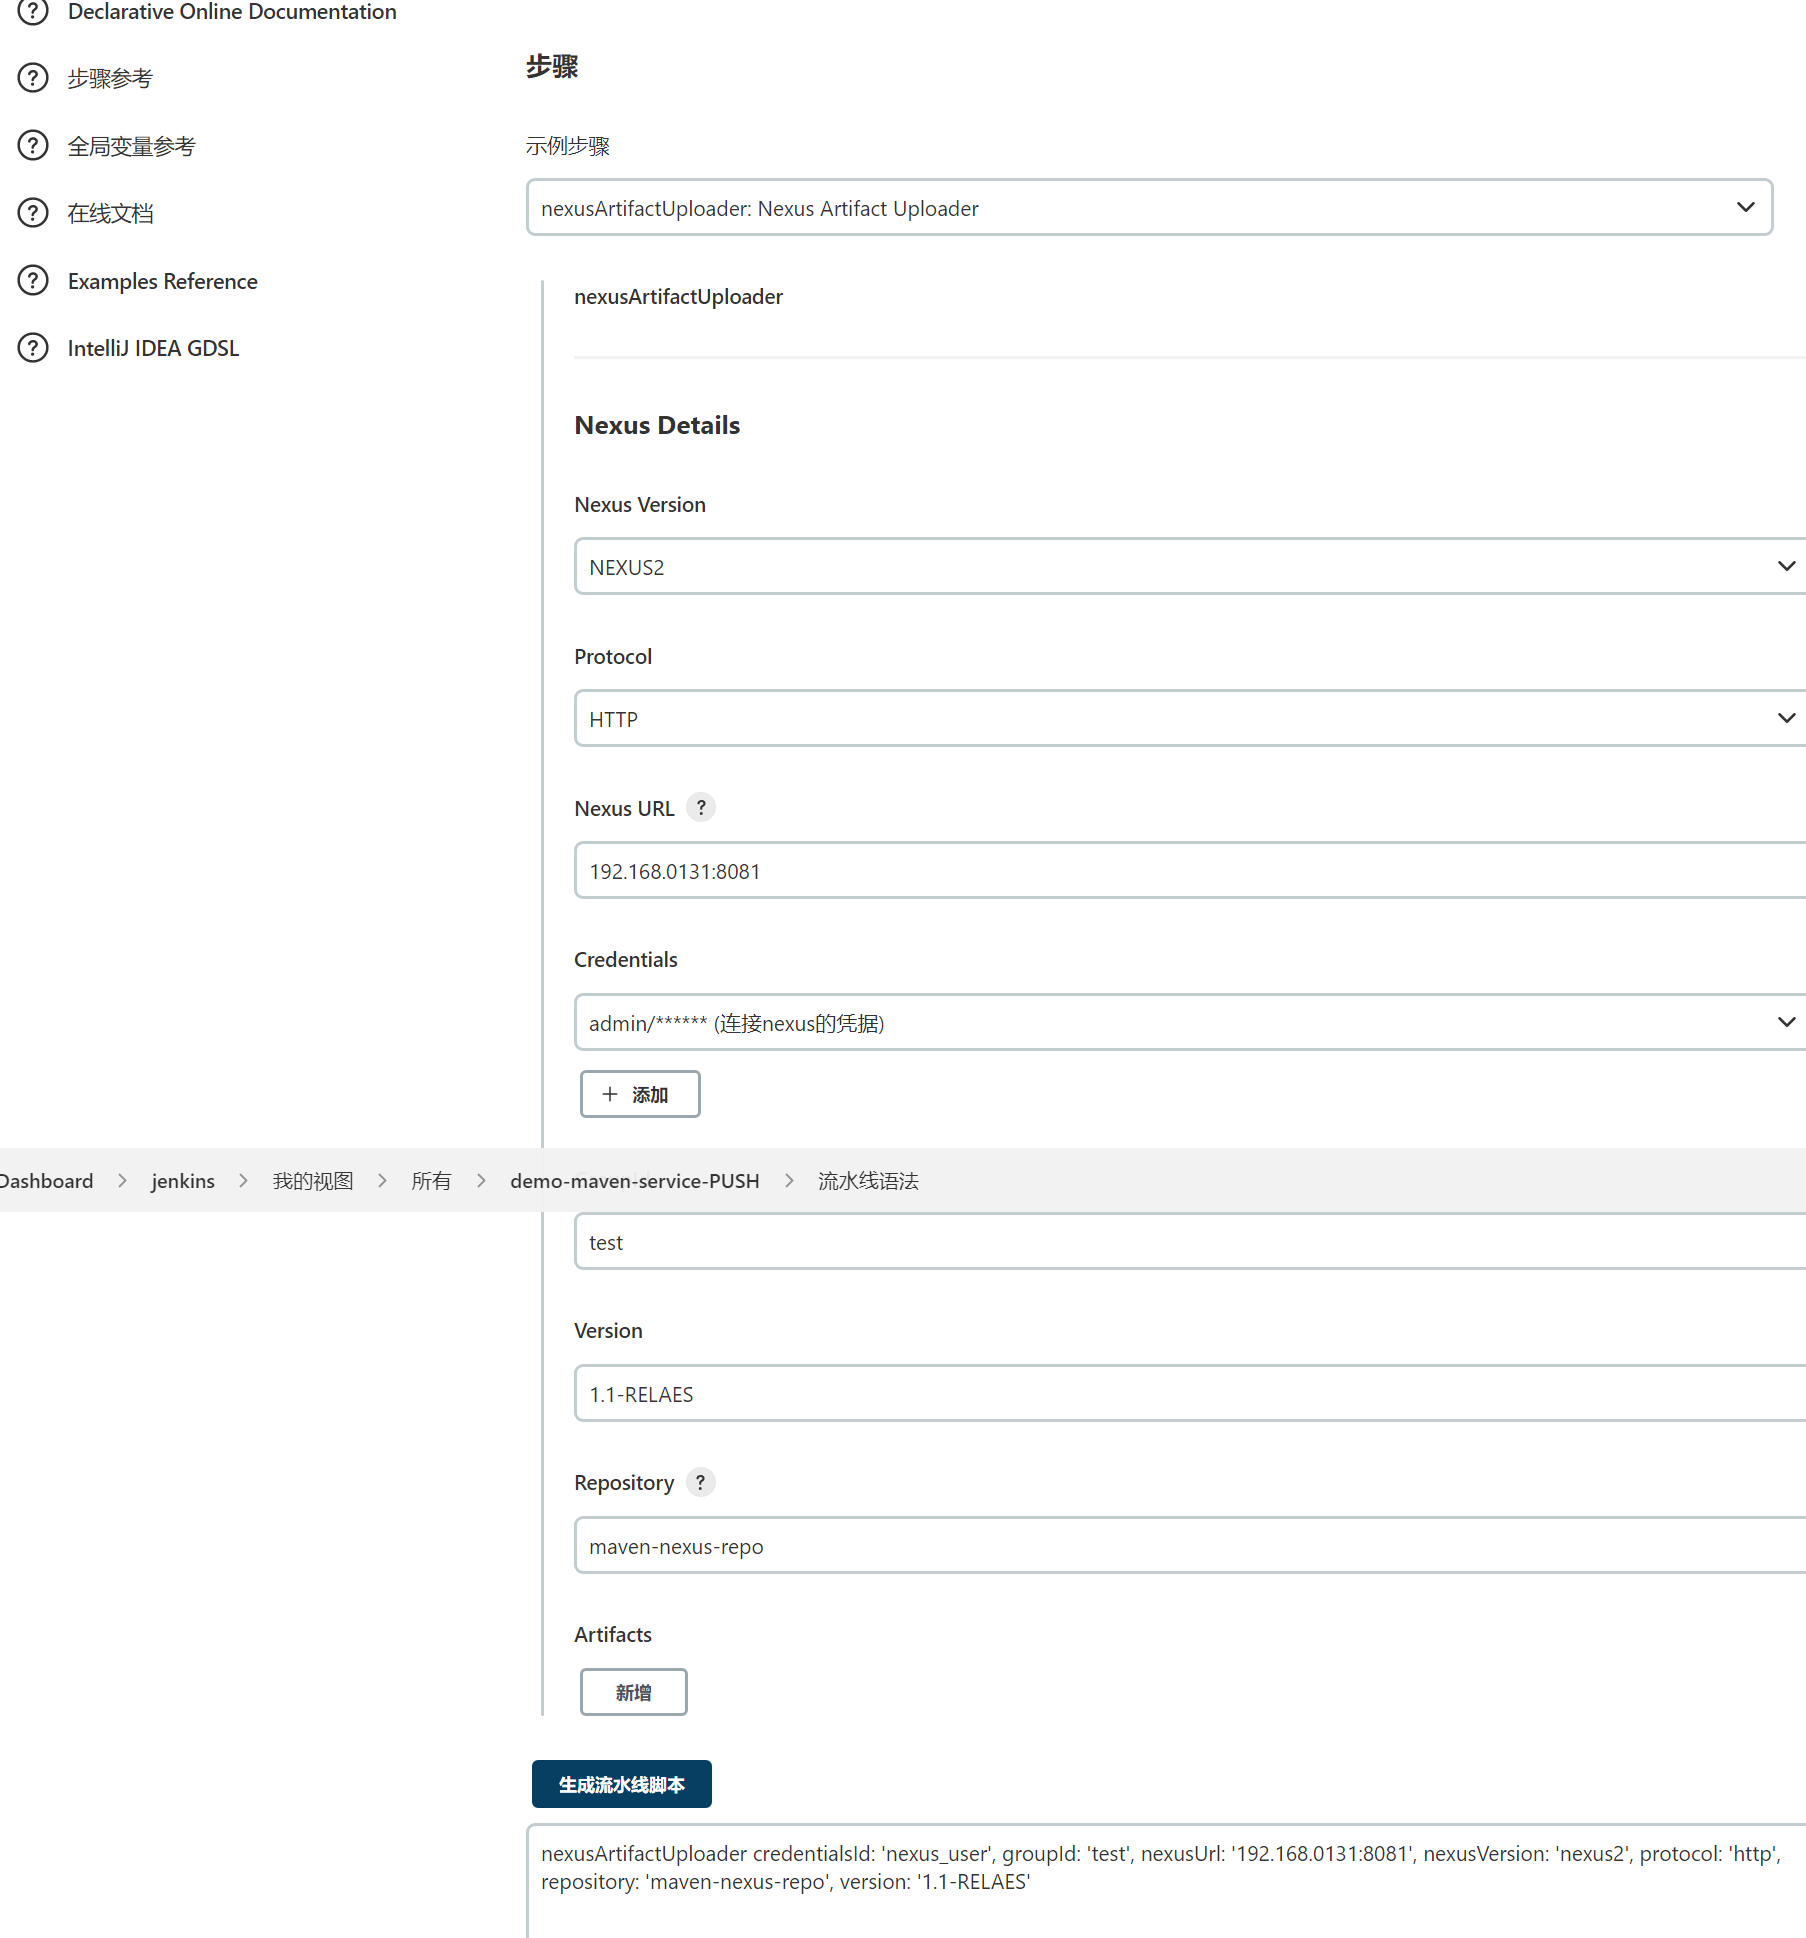 Declarative Online Documentation
步骤参考
全局变量参考
在线文档
Examples Reference
IntelliJ IDEA GDSL
步骤
示例步骤
nexusArtifactUploader: Nexus Artifact Uploader
nexusArtifactUploader
Nexus Details
Nexus Version
NEXUS2
Protocol
HTTP
Nexus URL ?
192.168.0131:8081
Credentials
admin/****** (连接nexus的凭据)
+ 添加
Dashboard > jenkins > 我的视图 > 所有 > demo-maven-service-PUSH > 流水线语法
test
Version
1.1-RELAES
Repository ?
maven-nexus-repo
Artifacts
新增
生成流水线脚本
nexusArtifactUploader credentialsId: 'nexus_user', groupId: 'test', nexusUrl: '192.168.0131:8081', nexusVersion: 'nexus2', protocol: 'http',
repository: 'maven-nexus-repo', version: '1.1-RELAES'